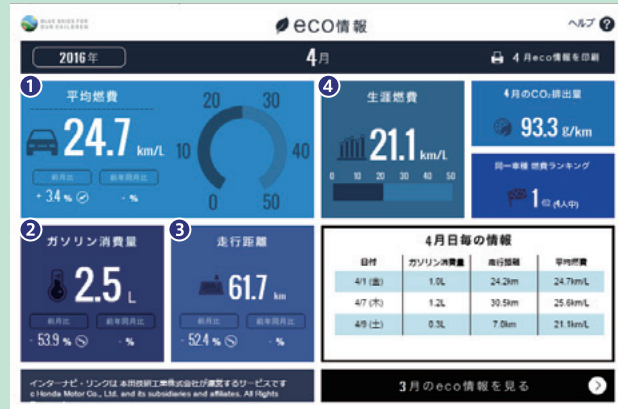 BLUE SKIES FOR
OUR CHILDREN
eco情報
ヘルプ ?
2016年
4月
4月eco情報を印刷
1
平均燃費
24.7 km/L
前月比 前年同月比
+ 3.4 %
0 10 20 30 40 50
4
生涯燃費
21.1 km/L
0 10 20 30 40 50
4月のCO₂排出量
93.3 g/km
同一車種 燃費ランキング
1位 (4人中)
2
ガソリン消費量
2.5 L
前月比 前年同月比
- 53.9 % - %
3
走行距離
61.7 km
前月比 前年同月比
- 52.4 % - %
4月日毎の情報
日付 ガソリン消費量 走行距離 平均燃費
4/1 (金) 1.0L 24.2km 24.7km/L
4/7 (木) 1.2L 30.5km 25.6km/L
4/9 (土) 0.3L 7.0km 21.1km/L
インターナビ・リンクは 本田技研工業株式会社が運営するサービスです
c Honda Motor Co., Ltd. and its subsidiaries and affiliates. All Rights
3月のeco情報を見る